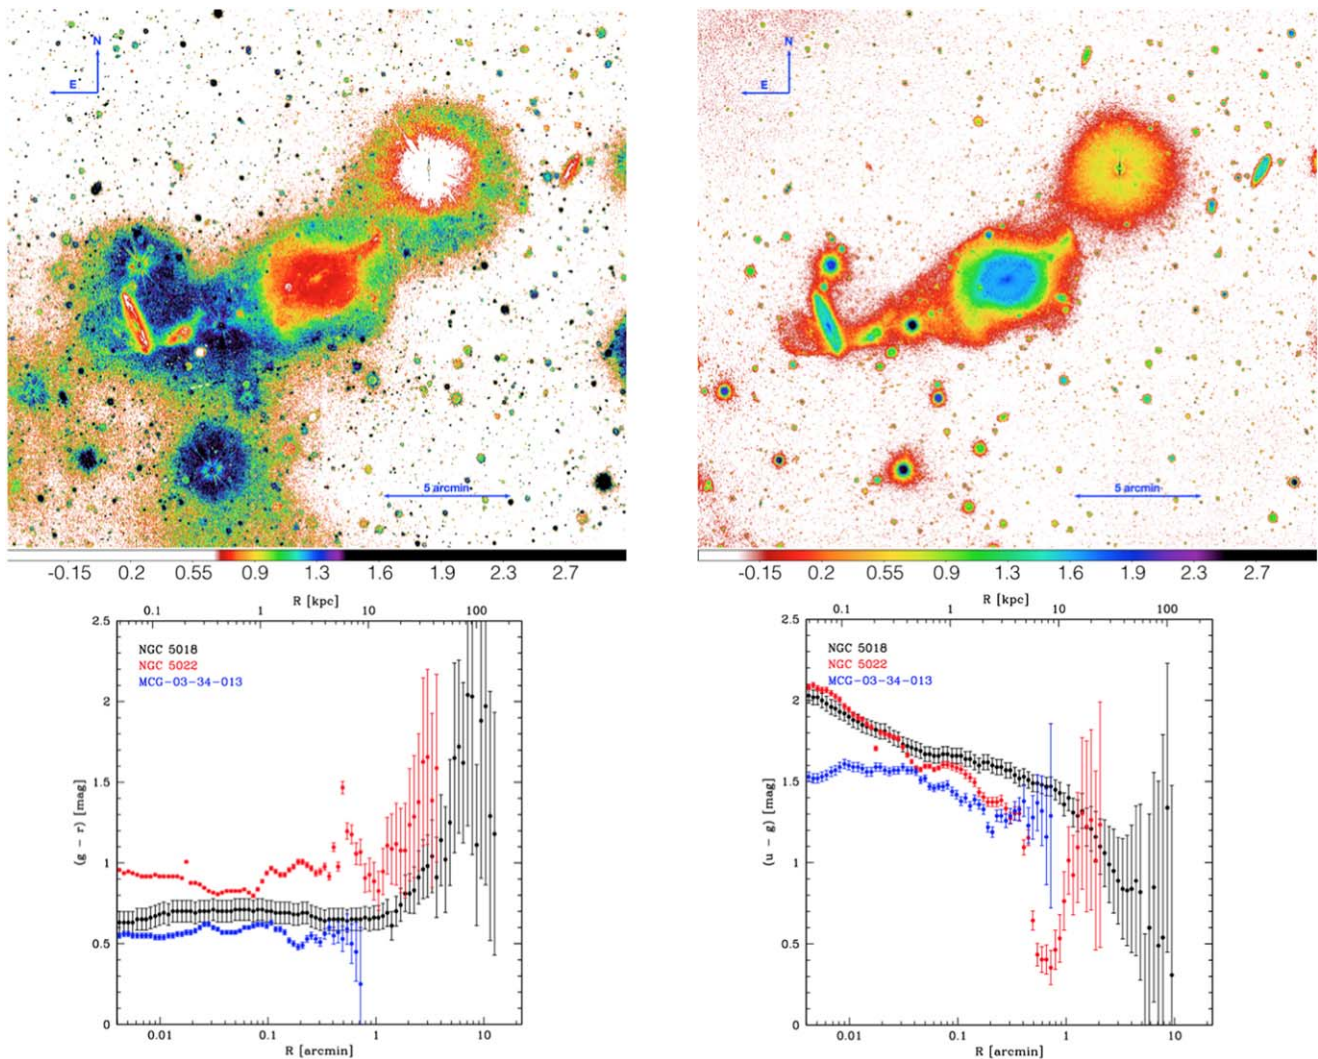 N
E
5 arcmin
-0.15 0.2 0.55 0.9 1.3 1.6 1.9 2.3 2.7
N
E
5 arcmin
-0.15 0.2 0.55 0.9 1.3 1.6 1.9 2.3 2.7
R [kpc]
0.1 1 10 100
2.5
2
1.5
1
0.5
0
(g - r) [mag]
NGC 5018
NGC 5022
MCG-03-34-013
0.01 0.1 1 10
R [arcmin]
R [kpc]
0.1 1 10 100
2.5
2
1.5
1
0.5
0
(u - g) [mag]
NGC 5018
NGC 5022
MCG-03-34-013
0.01 0.1 1 10
R [arcmin]